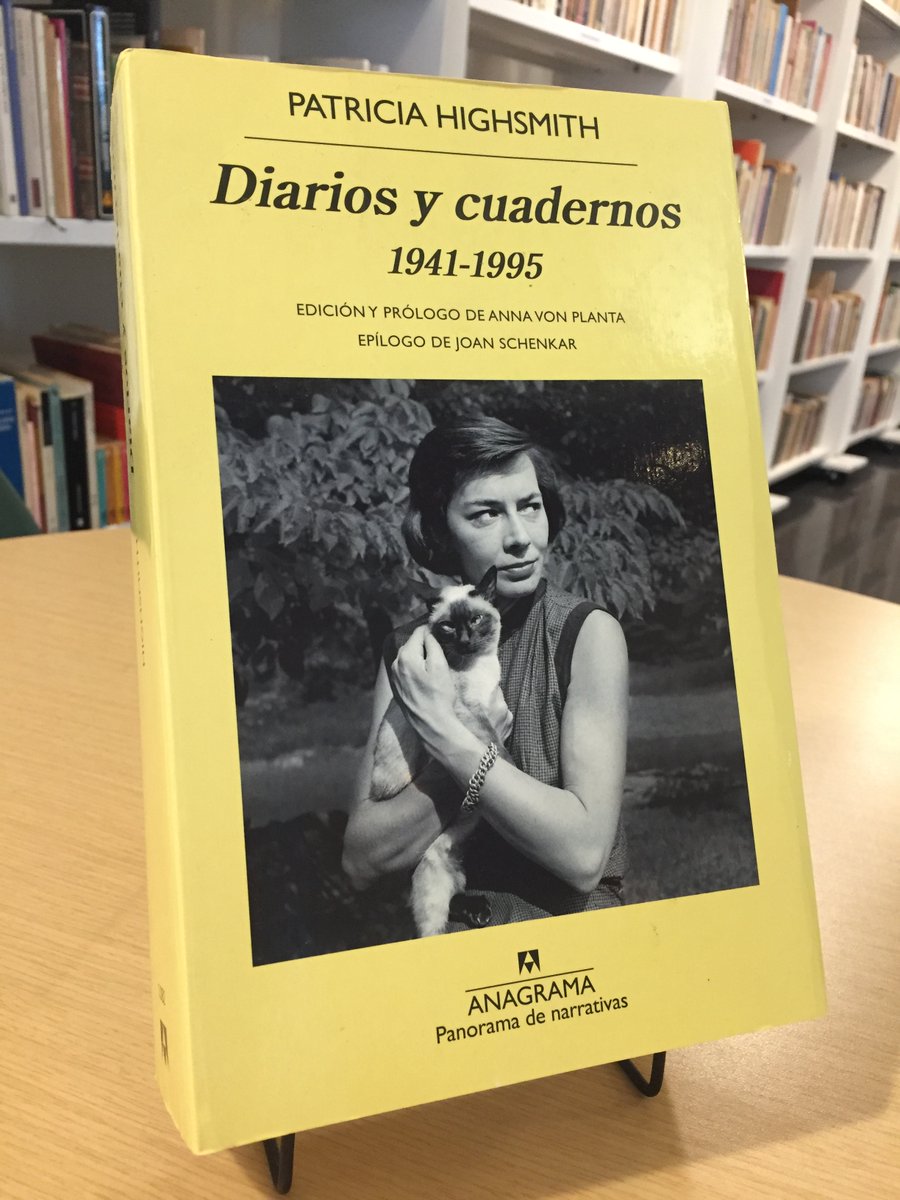 PATRICIA HIGHSMITH
Diarios y cuadernos
1941-1995
EDICIÓN Y PRÓLOGO DE ANNA VON PLANTA
EPÍLOGO DE JOAN SCHENKAR
ANAGRAMA
Panorama de narrativas